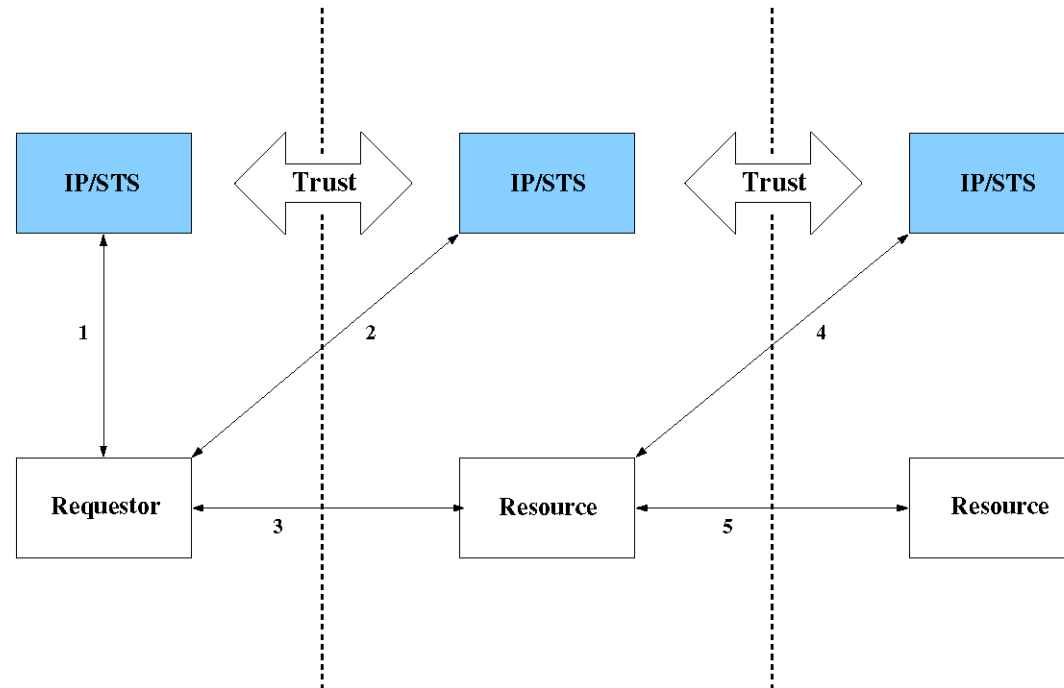 IP/STS
Trust
IP/STS
Trust
IP/STS
1
2
4
Requestor
3
Resource
5
Resource